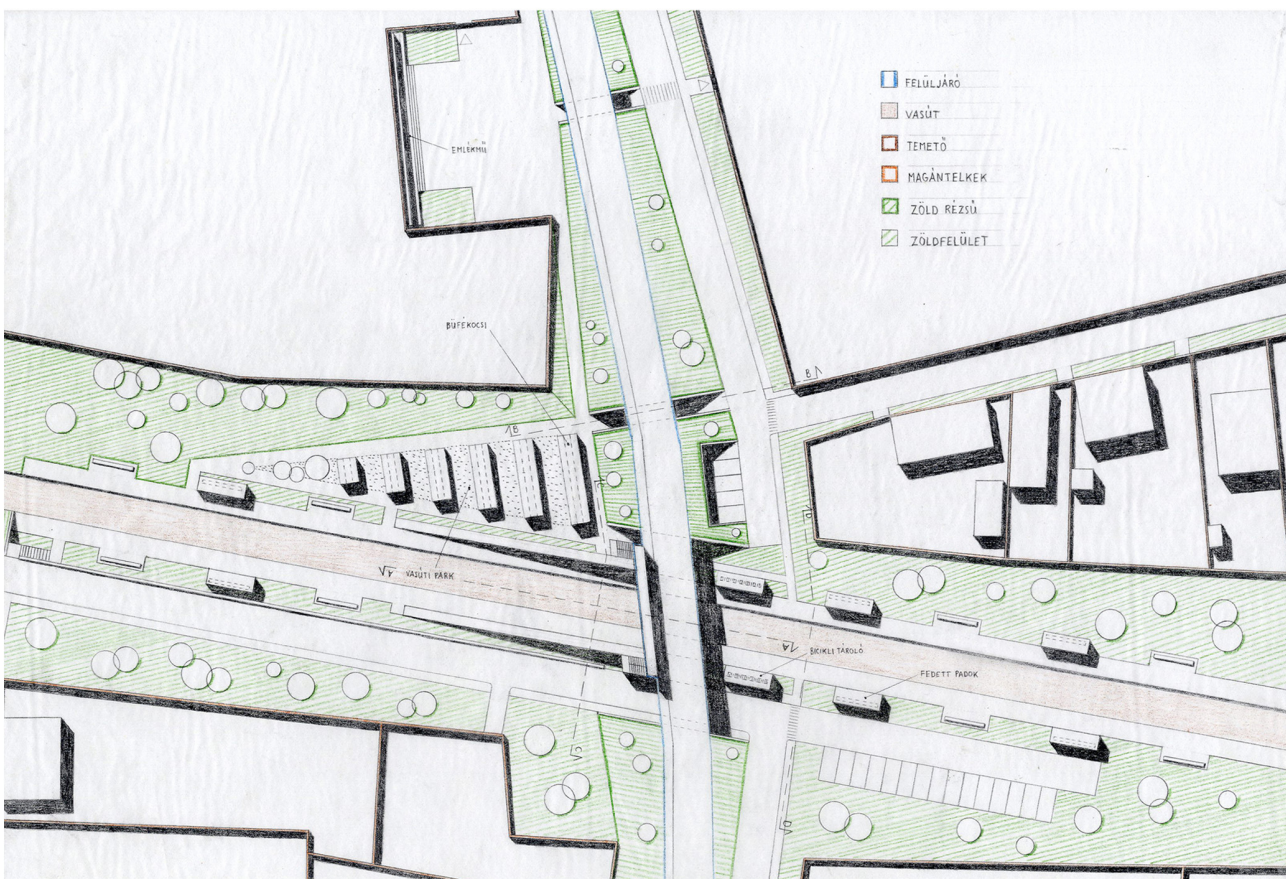 FELÜLJÁRÓ
VASÚT
TEMETŐ
MAGÁNTELKEK
ZÖLD RÉZSŰ
ZÖLDFELÜLET
EMLÉKMŰ
BÜFÉKOCSI
B
B
VASÚTI PARK
A
A
BICIKLI TÁROLÓ
FEDETT PADOK
C
C
D
D